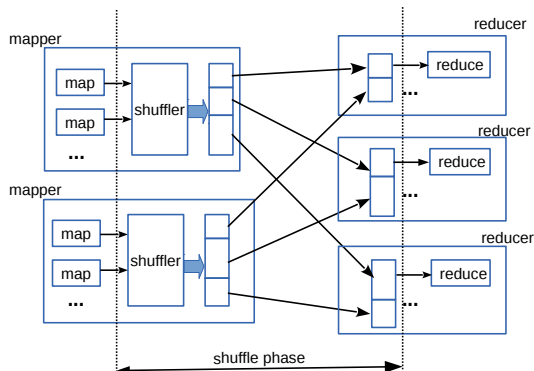 mapper
map
map
...
shuffler
mapper
map
map
...
shuffler
reducer
reduce
...
reducer
reduce
...
reducer
reduce
...
shuffle phase